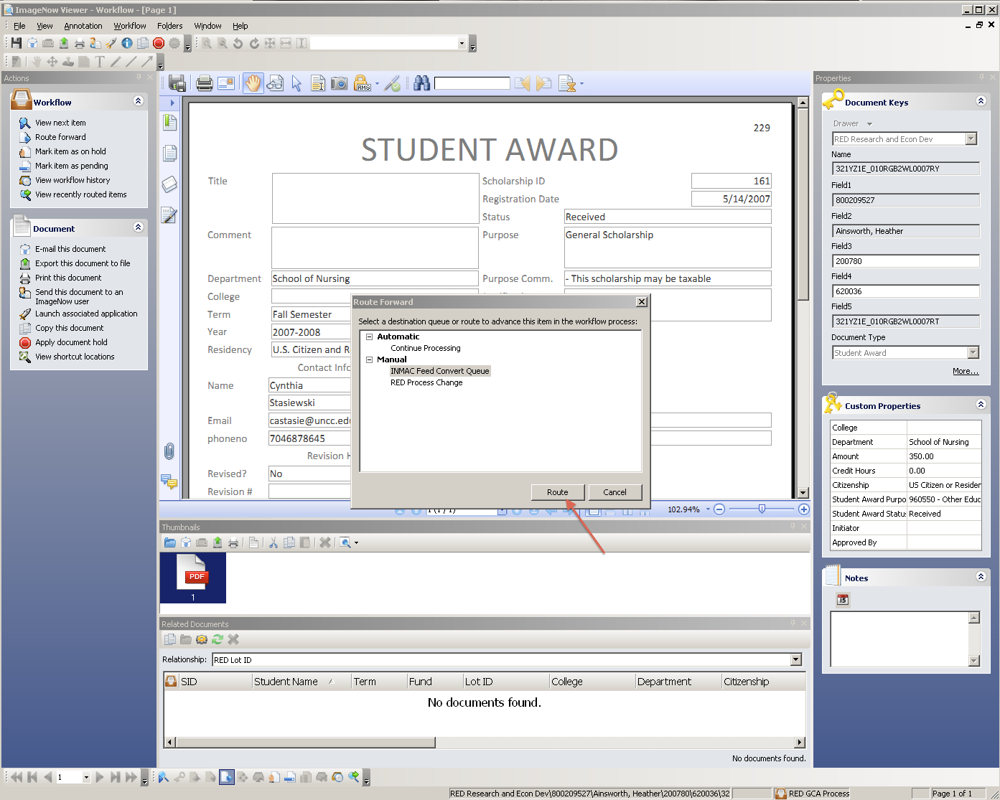 ImageNow Viewer - Workflow - [Page 1]
File View Annotation Workflow Folders Window Help
Actions
Workflow
View next item
Route forward
Mark item as on hold
Mark item as pending
View workflow history
View recently routed items
Document
E-mail this document
Export this document to file
Print this document
Send this document to an
ImageNow user
Launch associated application
Copy this document
Apply document hold
View shortcut locations
RMS
229
STUDENT AWARD
Title
Scholarship ID 161
Registration Date 5/14/2007
Status Received
Comment
Purpose General Scholarship
Department School of Nursing
Purpose Comm. - This scholarship may be taxable
College
Term Fall Semester
Year 2007-2008
Residency U.S. Citizen and R
Contact Info
Name Cynthia
Stasiewski
Email castasie@uncc.edu
phoneno 7046878645
Revision H
Revised? No
Revision #
Route Forward
Select a destination queue or route to advance this item in the workflow process:
Automatic
Continue Processing
Manual
INMAC Feed Convert Queue
RED Process Change
Route Cancel
1 (1 / 1)
102.94%
Thumbnails
PDF
1
Related Documents
Relationship: RED Lot ID
SID Student Name Term Fund Lot ID College Department Citizenship
No documents found.
No documents found.
Properties
Document Keys
Drawer
RED Research and Econ Dev
Name
321YZ1E_010RGB2WL0007RY
Field1
800209527
Field2
Ainsworth, Heather
Field3
200780
Field4
620036
Field5
321YZ1E_010RGB2WL0007RT
Document Type
Student Award
More...
Custom Properties
College
Department School of Nursing
Amount 350.00
Credit Hours 0.00
Citizenship US Citizen or Resider
Student Award Purpo 960550 - Other Educ
Student Award Statu: Received
Initiator
Approved By
Notes
15
1
RED Research and Econ Dev\800209527\Ainsworth, Heather\200780\620036\32
RED GCA Process
Page 1 of 1